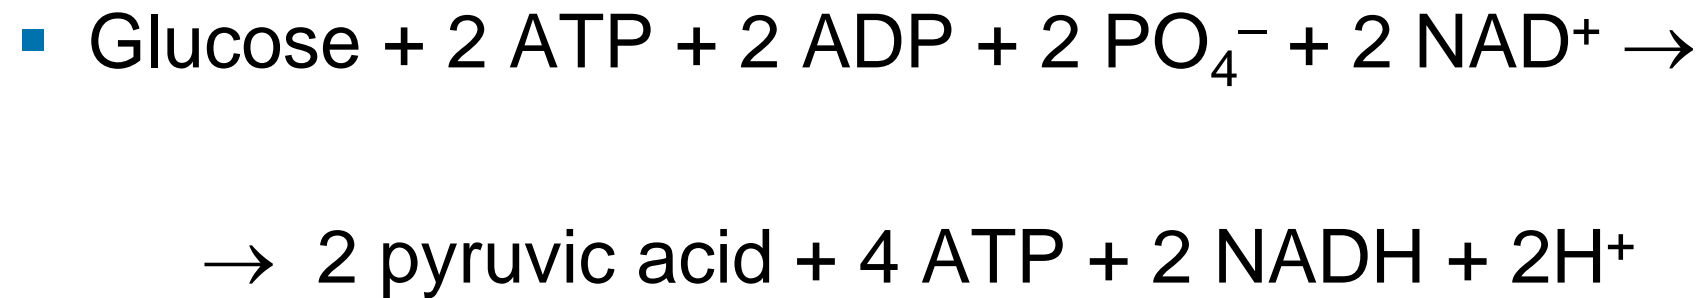 ▪ Glucose + 2 ATP + 2 ADP + 2 PO₄⁻ + 2 NAD⁺ →
→ 2 pyruvic acid + 4 ATP + 2 NADH + 2H⁺